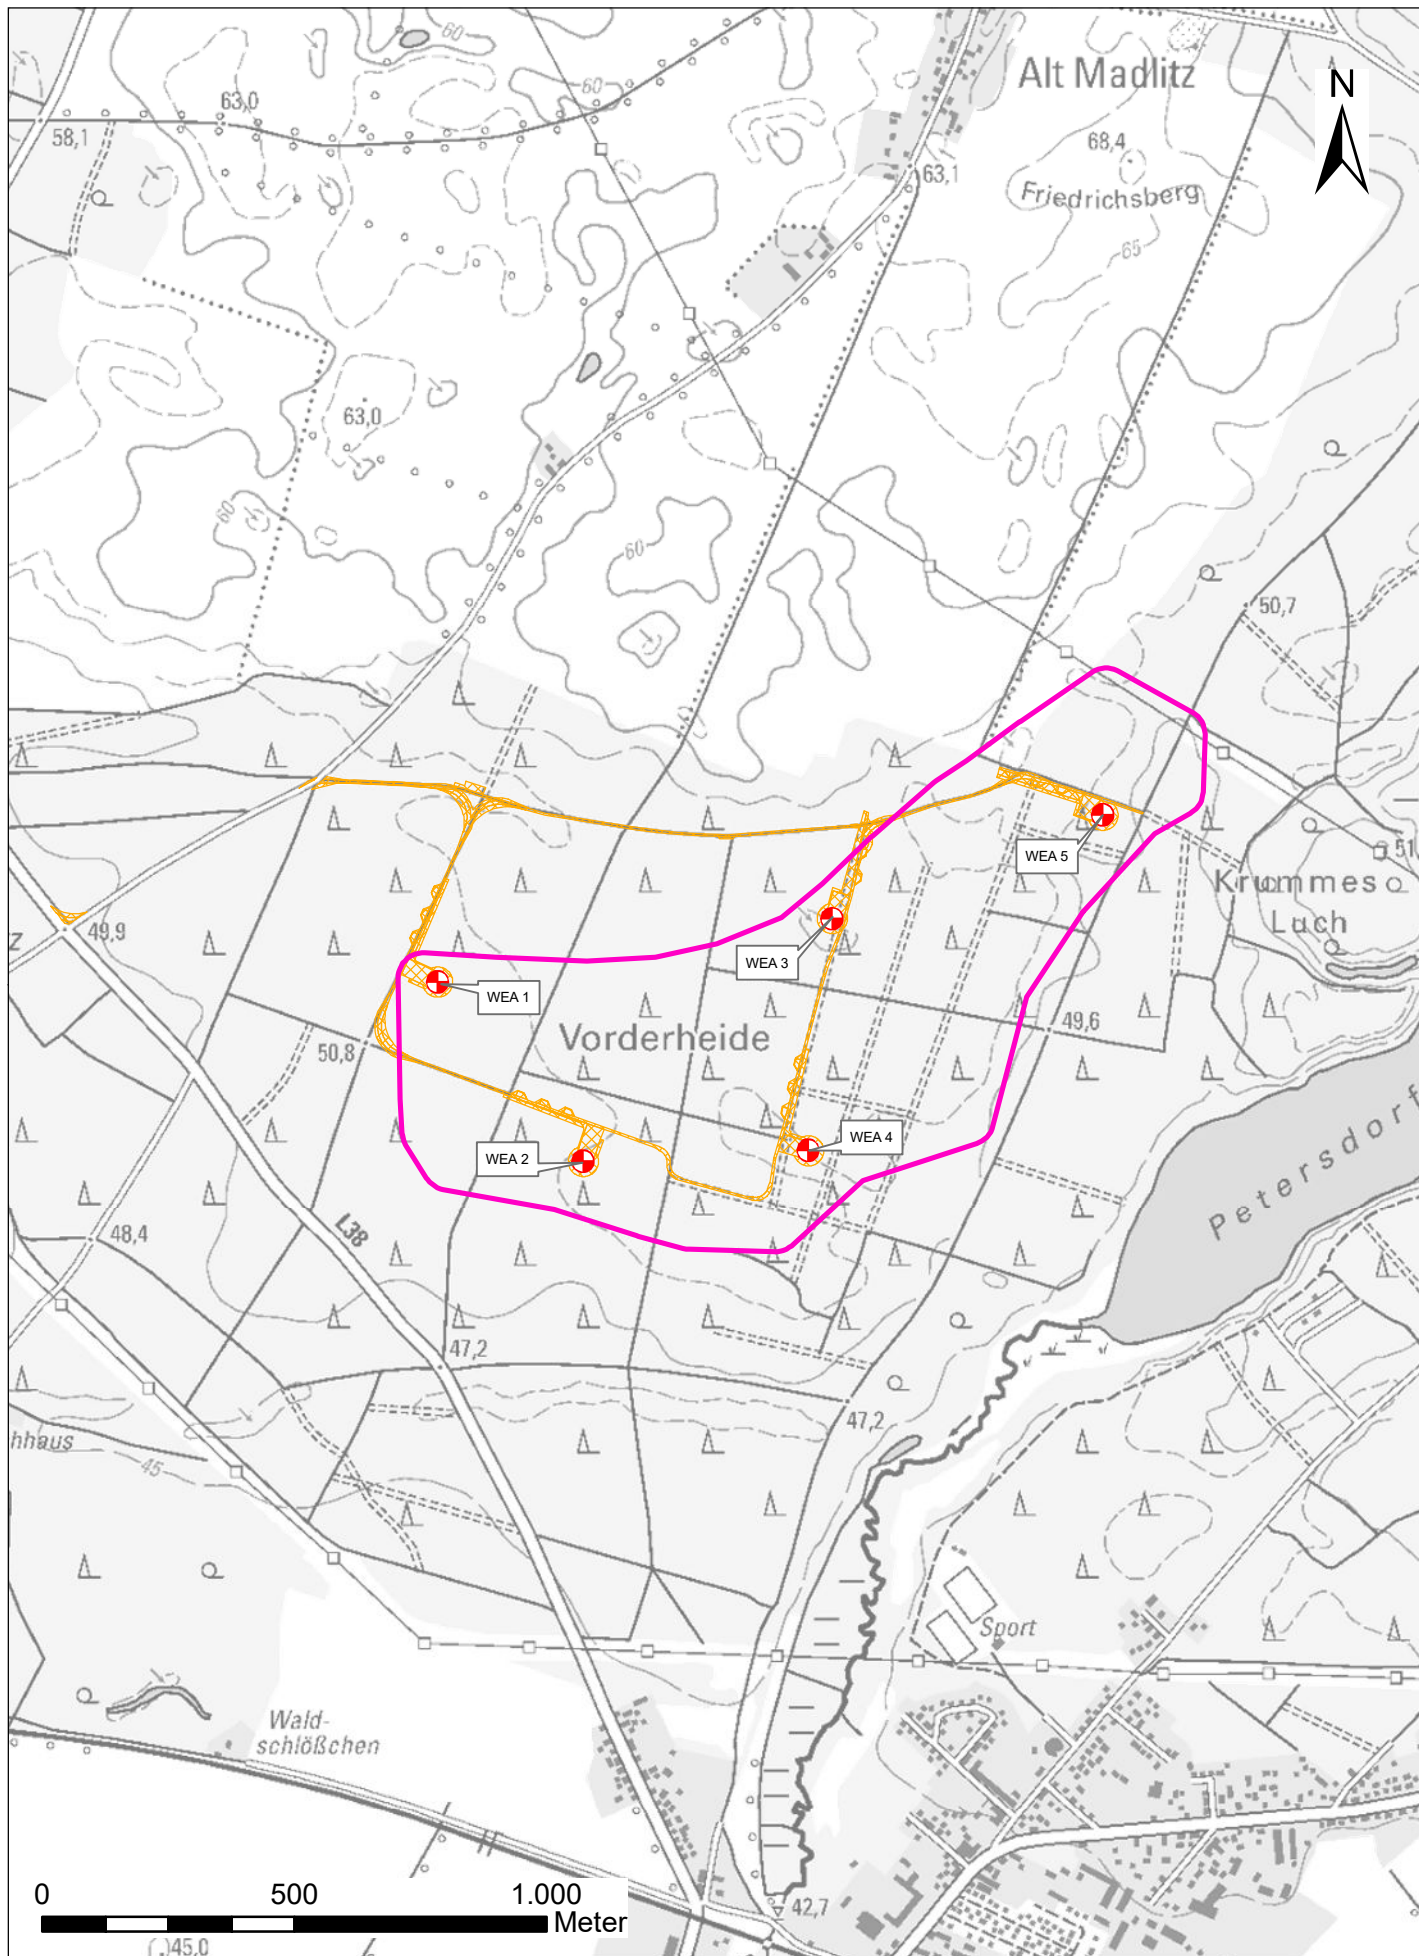 60
Alt Madlitz
N
63,0
58,1
60
68,4
63,1
Friedrichsberg
65
63,0
60
60
50,7
WEA 5
51,
Krummes
Luch
z
49,9
WEA 3
WEA 1
Vorderheide
50,8
49,6
WEA 4
WEA 2
Petersdorf
L38
48,4
47,2
47,2
hhaus
45
Sport
Wald-
schlößchen
0
500
1.000
Meter
42,7
45,0